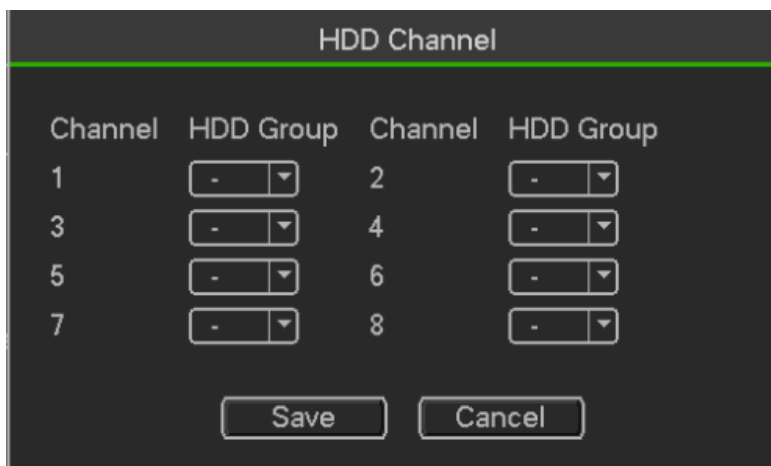 HDD Channel
Channel HDD Group Channel HDD Group
1 - 2 -
3 - 4 -
5 - 6 -
7 - 8 -
Save Cancel